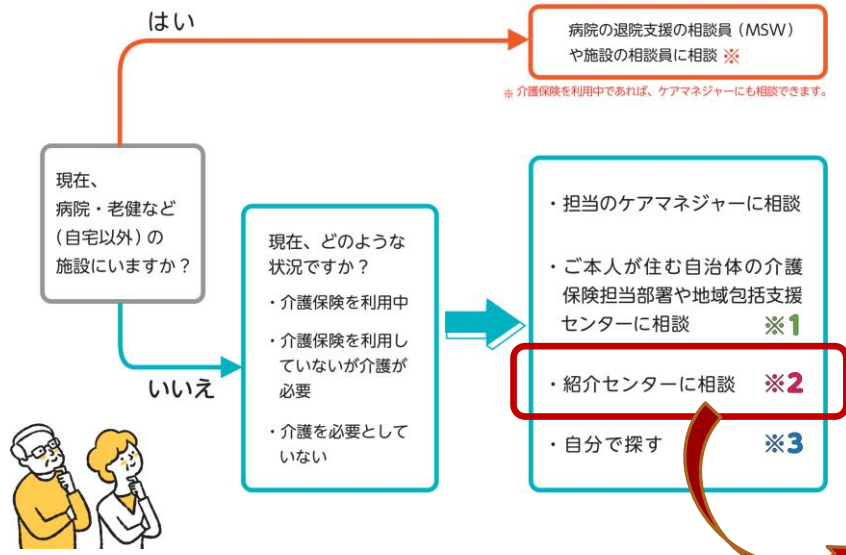 はい
病院の退院支援の相談員（MSW）
や施設の相談員に相談 ※
※ 介護保険を利用中であれば、ケアマネジャーにも相談できます。
現在、
病院・老健など
（自宅以外）の
施設にいますか？
いいえ
現在、どのような
状況ですか？
・介護保険を利用中
・介護保険を利用し
ていないが介護が
必要
・介護を必要として
いない
・担当のケアマネジャーに相談
・ご本人が住む自治体の介護
保険担当部署や地域包括支援
センターに相談 ※1
・紹介センターに相談 ※2
・自分で探す ※3